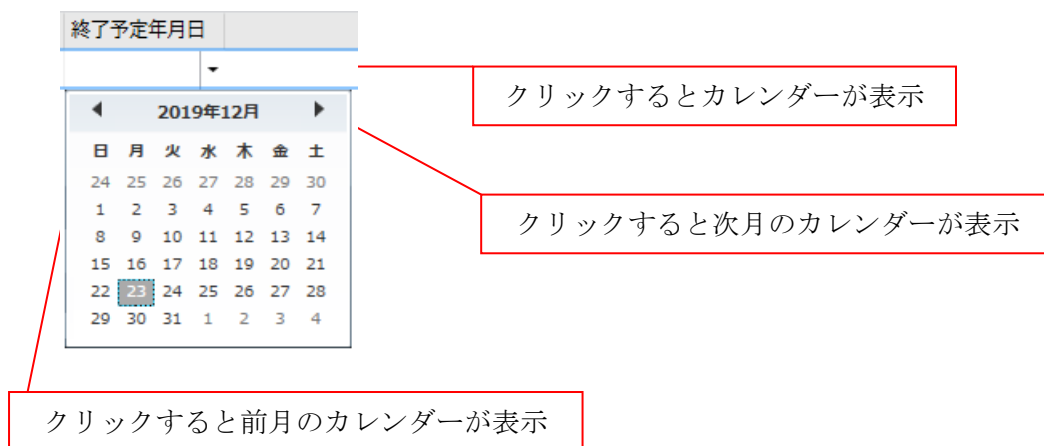 終了予定年月日
クリックするとカレンダーが表示
2019年12月
日 月 火 水 木 金 土
24 25 26 27 28 29 30
1 2 3 4 5 6 7
8 9 10 11 12 13 14
15 16 17 18 19 20 21
22 23 24 25 26 27 28
29 30 31 1 2 3 4
クリックすると次月のカレンダーが表示
クリックすると前月のカレンダーが表示